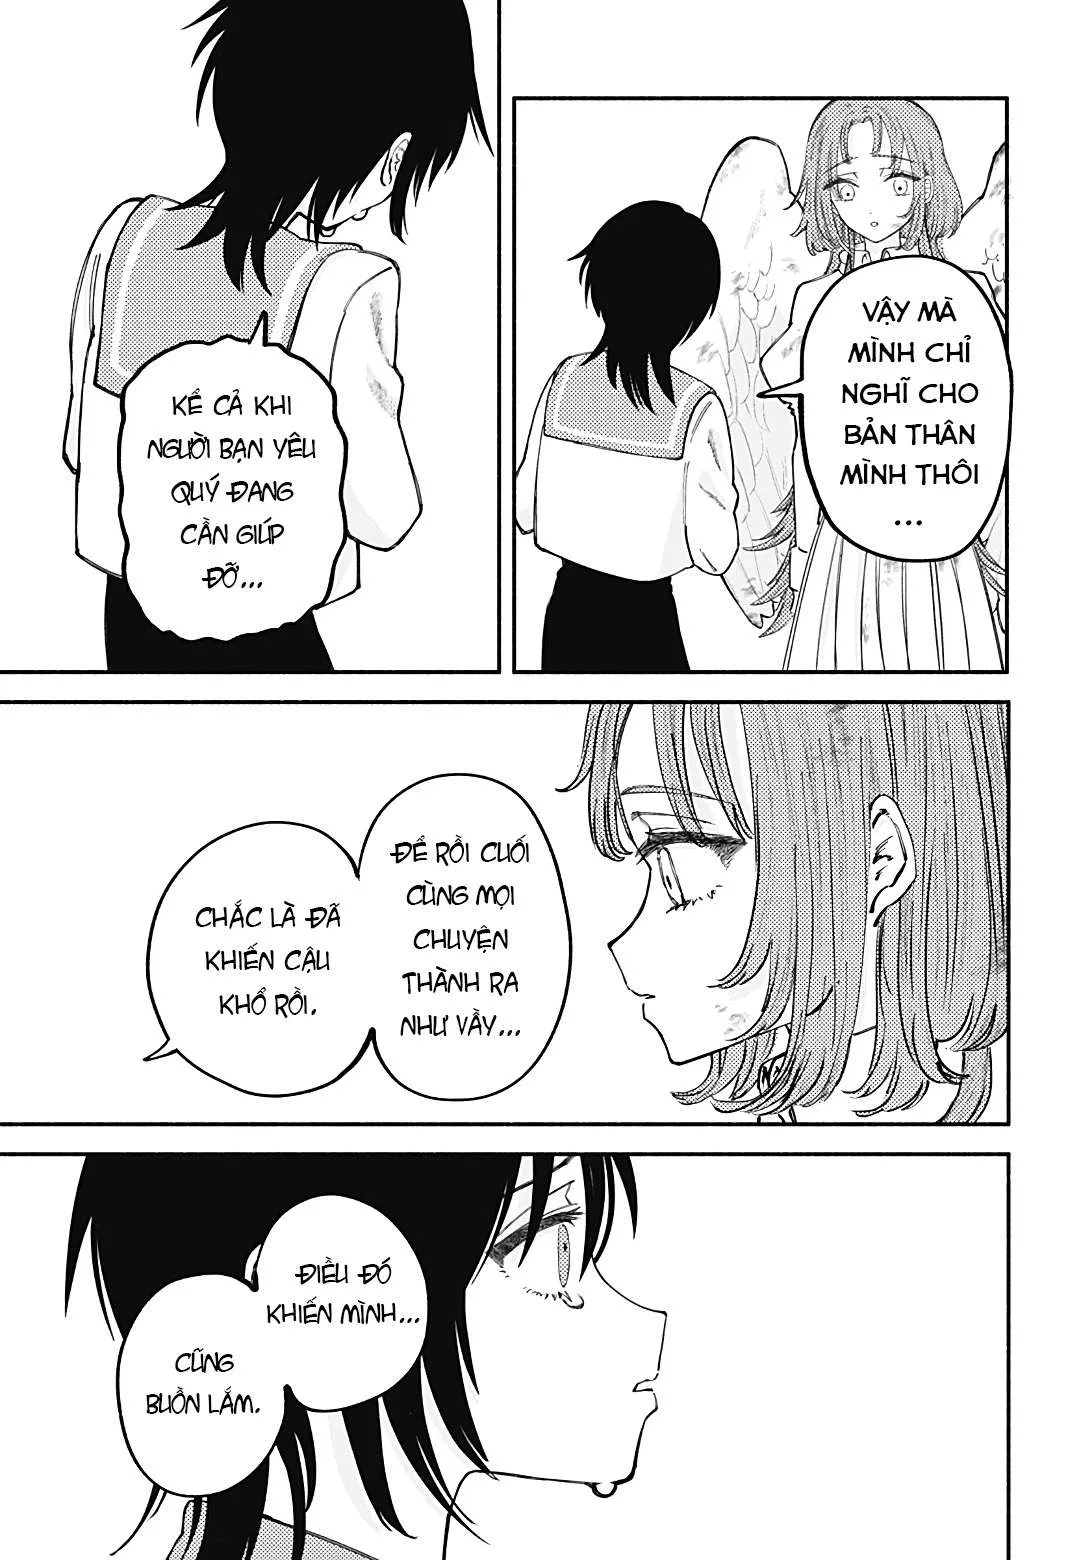 VẬY MÀ
MÌNH CHỈ
NGHĨ CHO
BẢN THÂN
MÌNH THÔI
...
KỂ CẢ KHI
NGƯỜI BẠN YÊU
QUÝ ĐANG
CẦN GIÚP
ĐỠ...
ĐỂ RỒI CUỐI
CÙNG MỌI
CHUYỆN
THÀNH RA
NHƯ VẦY...
CHẮC LÀ ĐÃ
KHIẾN CẬU
KHỔ RỒI.
ĐIỀU ĐÓ
KHIẾN MÌNH...
CŨNG
BUỒN LẮM.